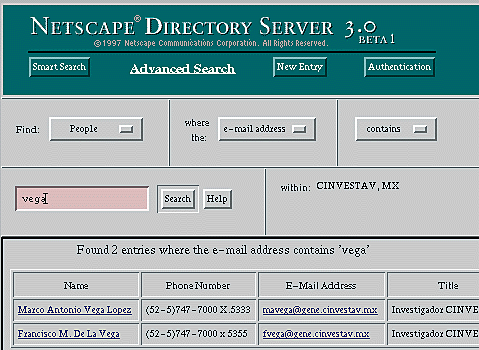 NETSCAPE® DIRECTORY SERVER 3.0
BETA 1
©1997 Netscape Communications Corporation. All Rights Reserved.
Smart Search Advanced Search New Entry Authentication
Find: People where the: e-mail address contains
vega Search Help within: CINVESTAV, MX
Found 2 entries where the e-mail address contains 'vega'
Name Phone Number E-Mail Address Title
Marco Antonio Vega Lopez (52-5)747-7000 X 5333 mavega@gene.cinvestav.mx Investigador CINVE
Francisco M. De La Vega (52-5)747-7000 x 5355 fvega@gene.cinvestav.mx Investigador CINVE